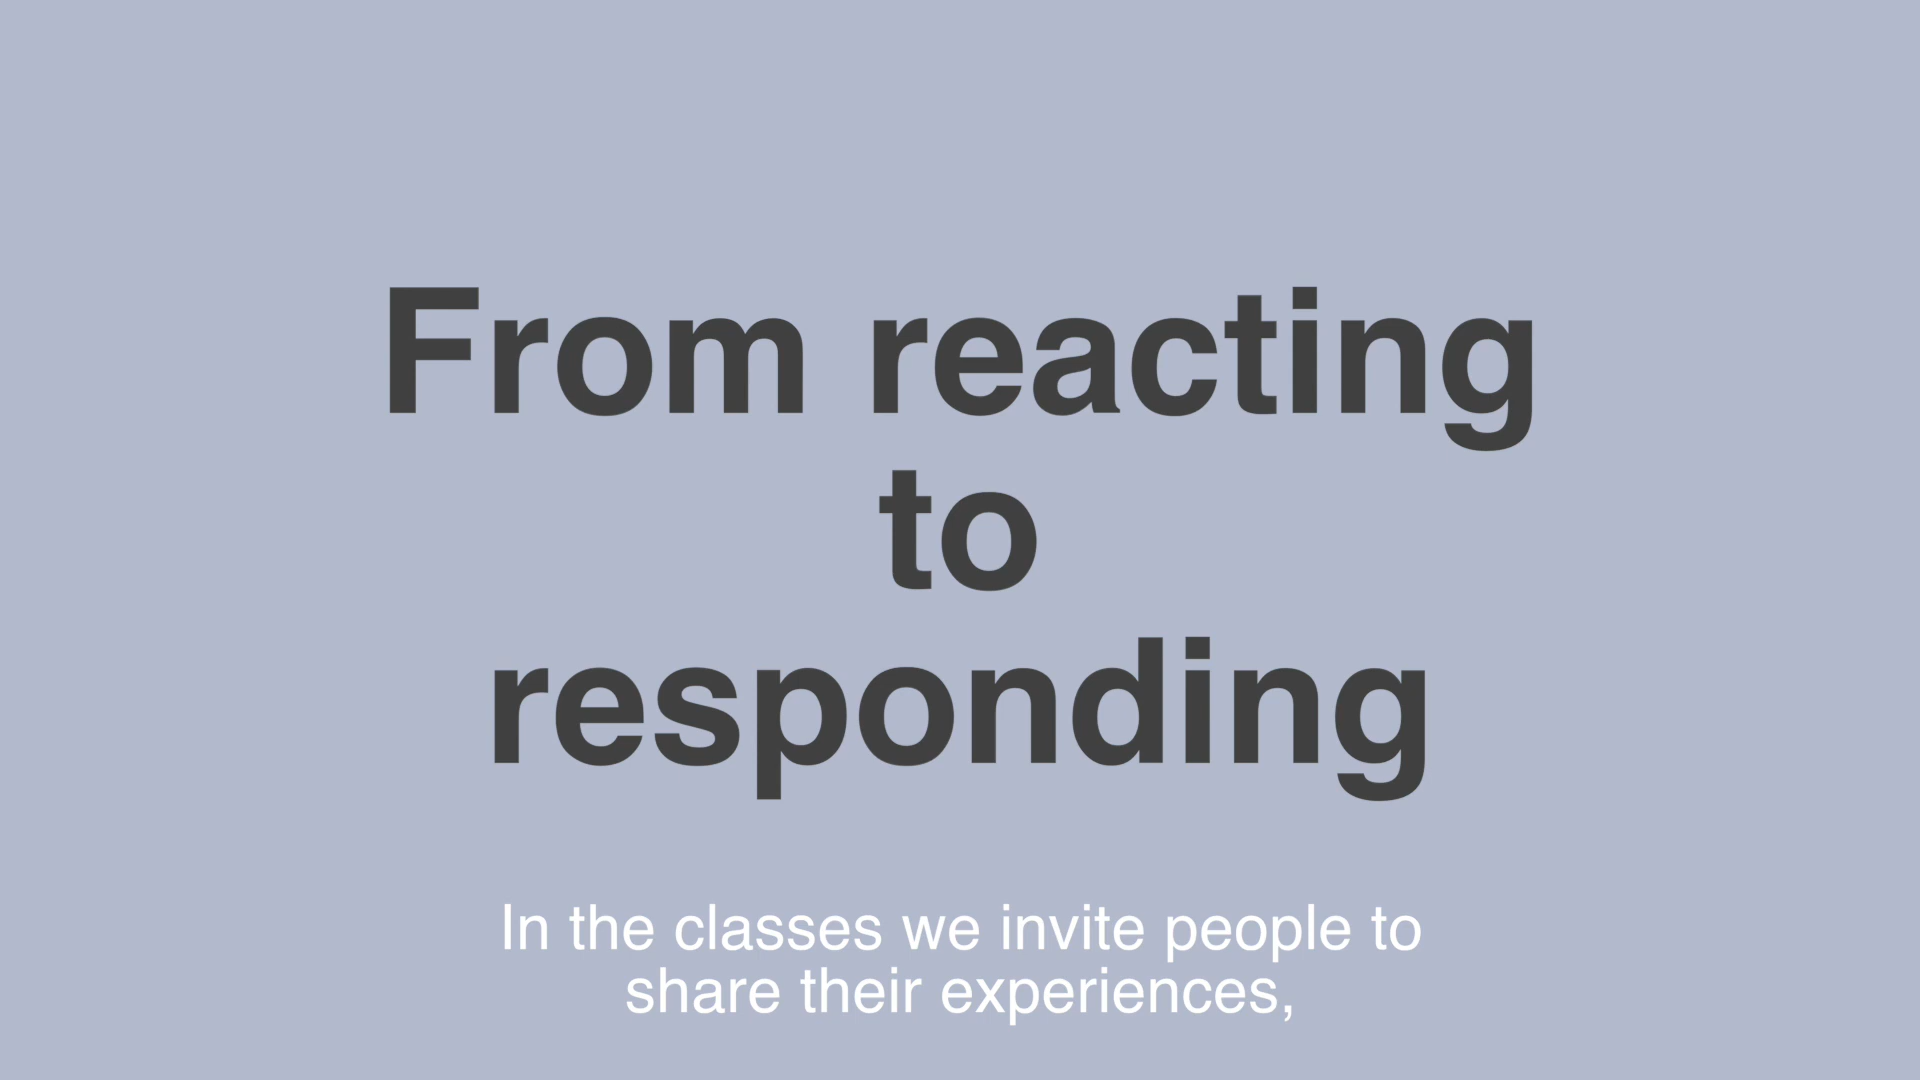 From reacting
to
responding
In the classes we invite people to
share their experiences,